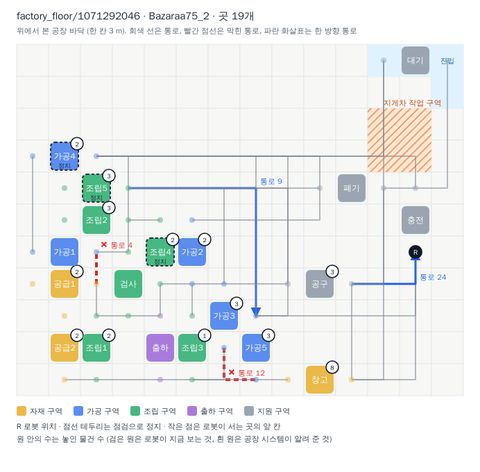 factory_floor/1071292046 · Bazaraa75_2 · 곳 19개
위에서 본 공장 바닥 (한 칸 3 m). 회색 선은 통로, 빨간 점선은 막힌 통로, 파란 화살표는 한 방향 통로
대기
진입
지게차 작업 구역
2
가공4
정지
3
조립5
정지
통로 9
폐기
3
조립2
충전
가공1
통로 4
2
조립4
정지
2
가공2
R
2
공급1
검사
3
공구
통로 24
3
가공3
2
공급2
2
조립1
출하
1
조립3
3
가공5
통로 12
8
창고
자재 구역
가공 구역
조립 구역
출하 구역
지원 구역
R 로봇 위치 · 점선 테두리는 점검으로 정지 · 작은 점은 로봇이 서는 곳의 앞 칸
원 안의 수는 놓인 물건 수 (검은 원은 로봇이 지금 보는 것, 흰 원은 공장 시스템이 알려 준 것)